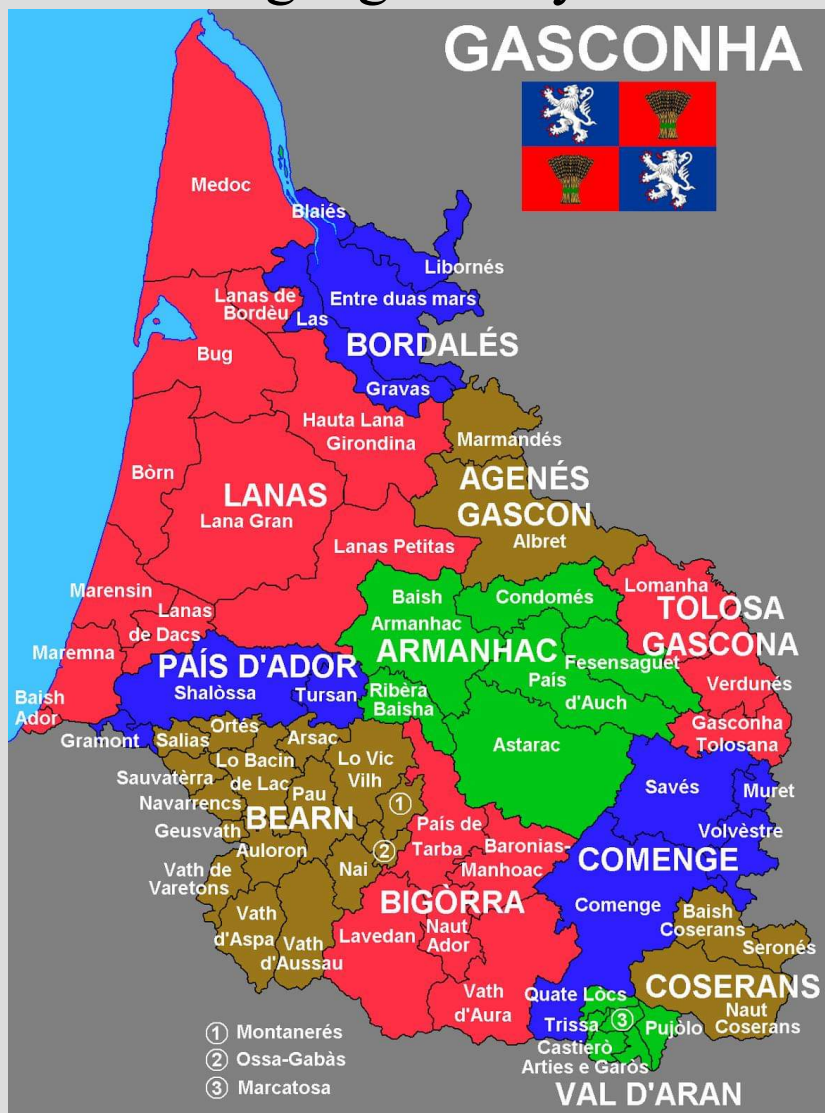 GASCONHA
Medoc
Blaiés
Libornés
Lanas de
Bordèu
Entre duas mars
Las
BORDALÉS
Bug
Gravas
Hauta Lana
Girondina
Marmandés
Bòrn
AGENÉS
GASCON
LANAS
Lana Gran
Albret
Lanas Petitas
Marensin
Baish
Armanhac
Condomés
Lomanha
TOLOSA
GASCONA
Lanas
de Dacs
Maremna
ARMANHAC
Fesensaguet
PAÍS D'ADOR
Shalòssa
Tursan
País
d'Auch
Verdunés
Baish
Ador
Ribèra
Baisha
Gasconha
Tolosana
Gramont
Salias
Ortés
Arsac
Astarac
Lo Bacin
de Lac
Lo Vic
Vilh
Savés
Muret
Sauvatèrra
Navarrencs
Pau
1
BEARN
Geusvath
País de
Tarba
Volvèstre
Auloron
2
Baronias-
Manhoac
COMENGE
Vath de
Varetons
Nai
BIGÒRRA
Comenge
Baish
Coserans
Vath
d'Aspa
Lavedan
Naut
Ador
Seronés
Vath
d'Aussau
COSERANS
Vath
d'Aura
Quate Lòcs
Naut
Coserans
Trissa
3
Pujòlo
Castierò
Arties e Garòs
VAL D'ARAN
1 Montanerés
2 Ossa-Gabàs
3 Marcatosa